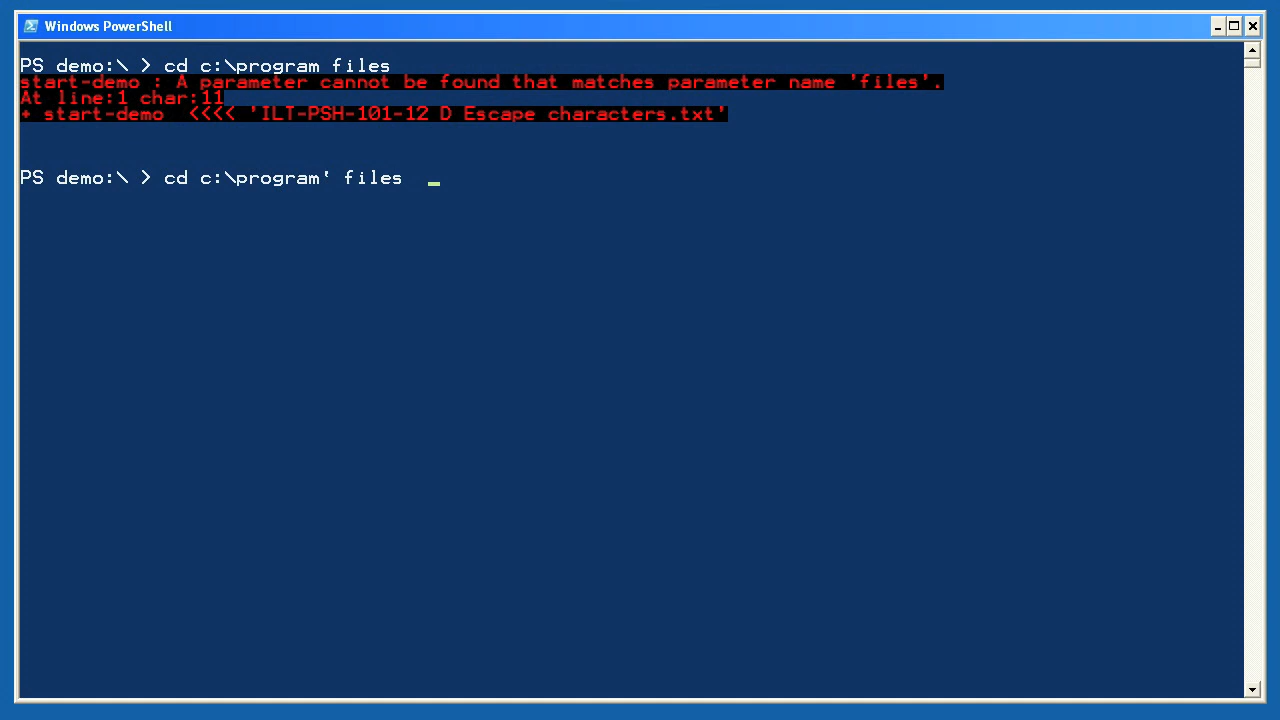 Windows PowerShell
PS demo:\ > cd c:\program files
start-demo : A parameter cannot be found that matches parameter name 'files'.
At line:1 char:11
+ start-demo  <<<< 'ILT-PSH-101-12 D Escape characters.txt'
PS demo:\ > cd c:\program` files